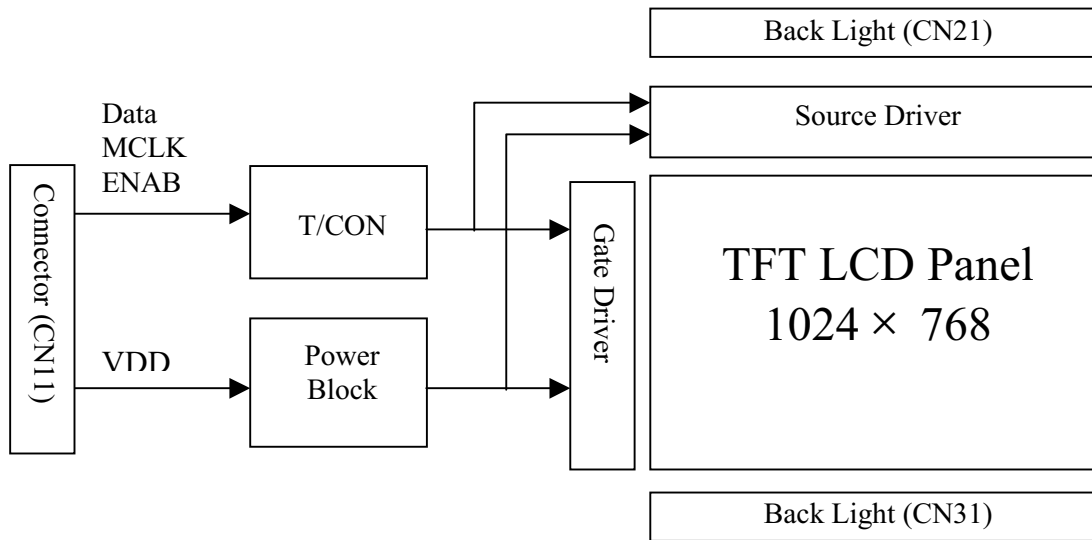 Back Light (CN21)
Data
MCLK
ENAB
Source Driver
Connector (CN11)
T/CON
Gate Driver
TFT LCD Panel
1024 × 768
VDD
Power
Block
Back Light (CN31)